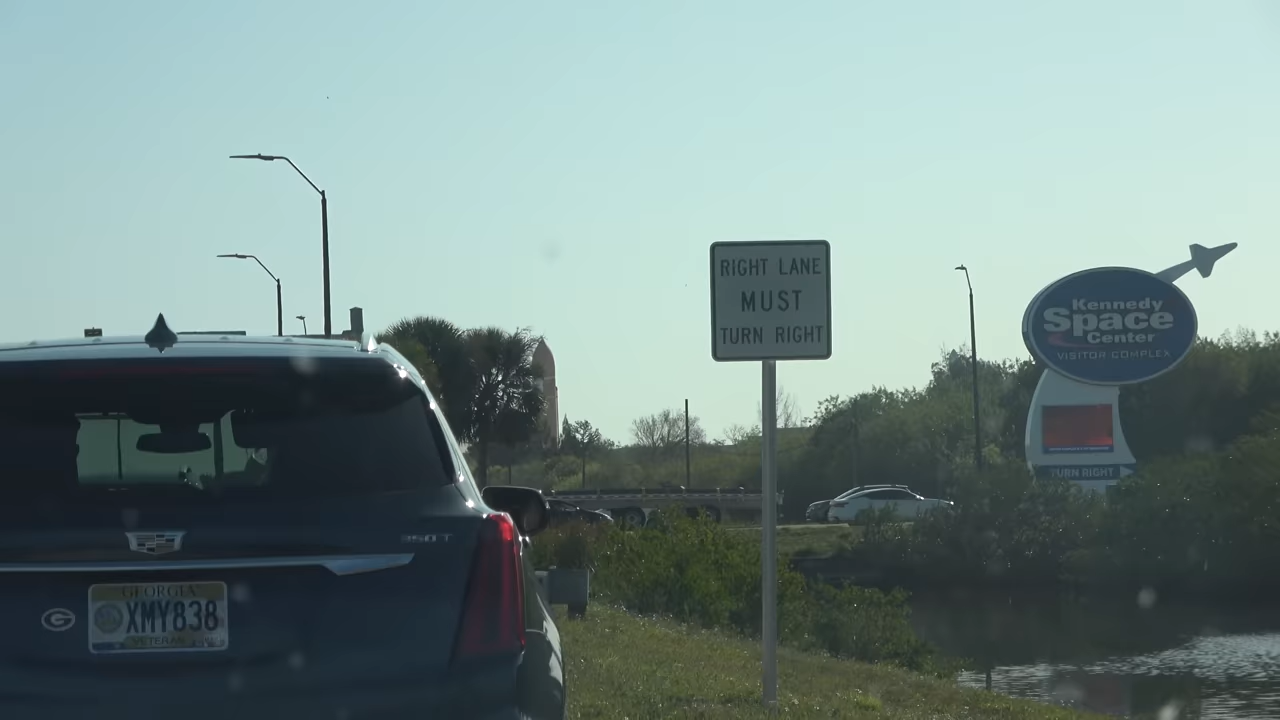 RIGHT LANE
MUST
TURN RIGHT
Kennedy
Space
Center
VISITOR COMPLEX
TURN RIGHT
350T
GEORGIA
XMY838
VETERAN
G